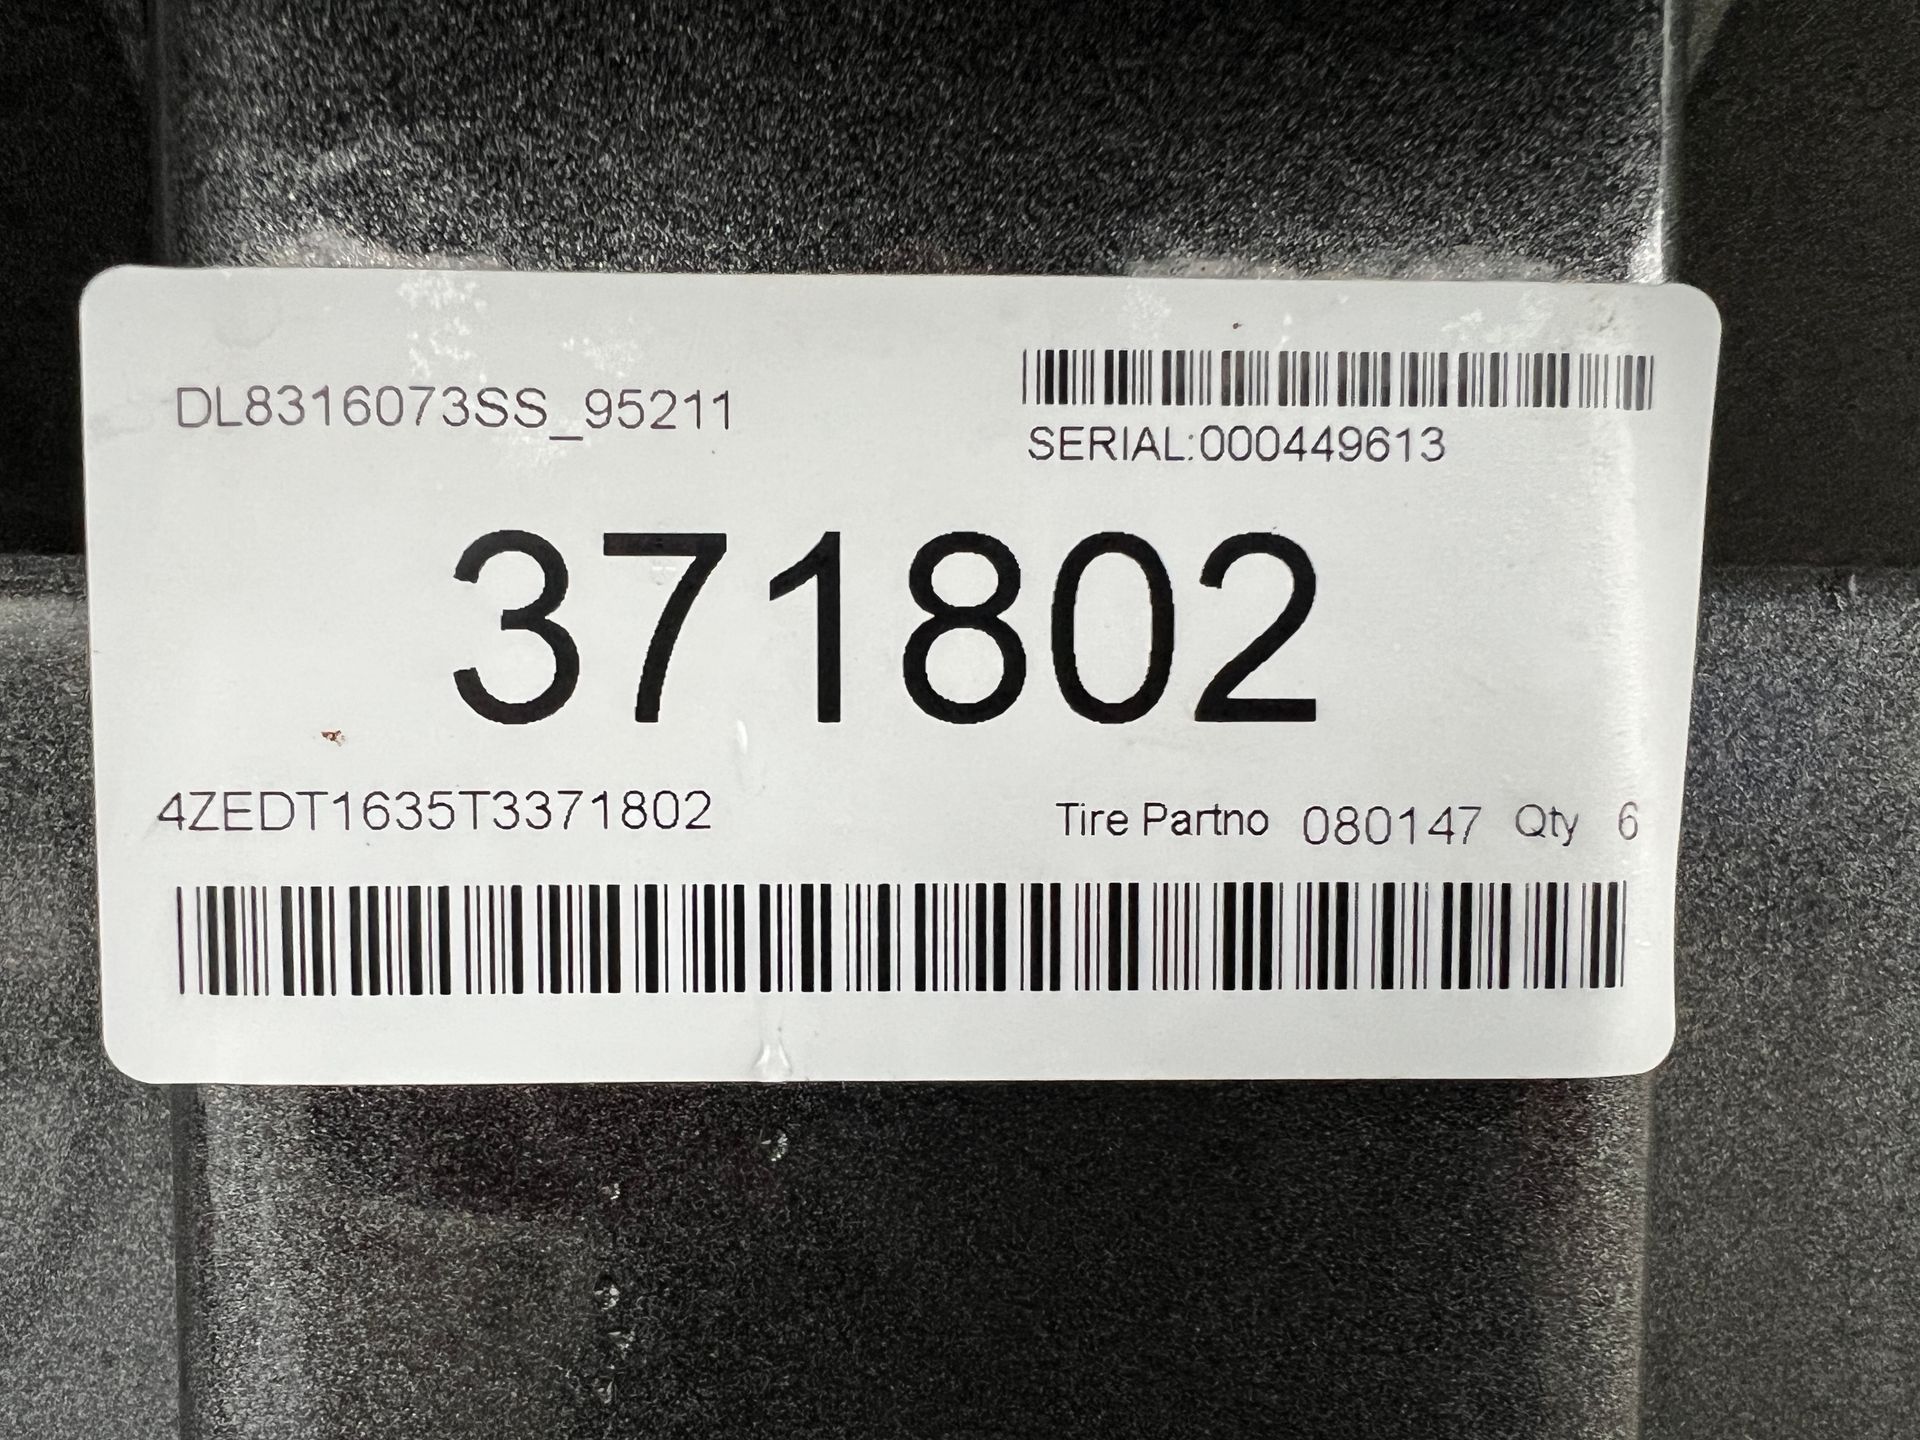 DL8316073SS_95211
SERIAL:000449613
371802
4ZEDT1635T3371802
Tire Partno 080147 Qty 6